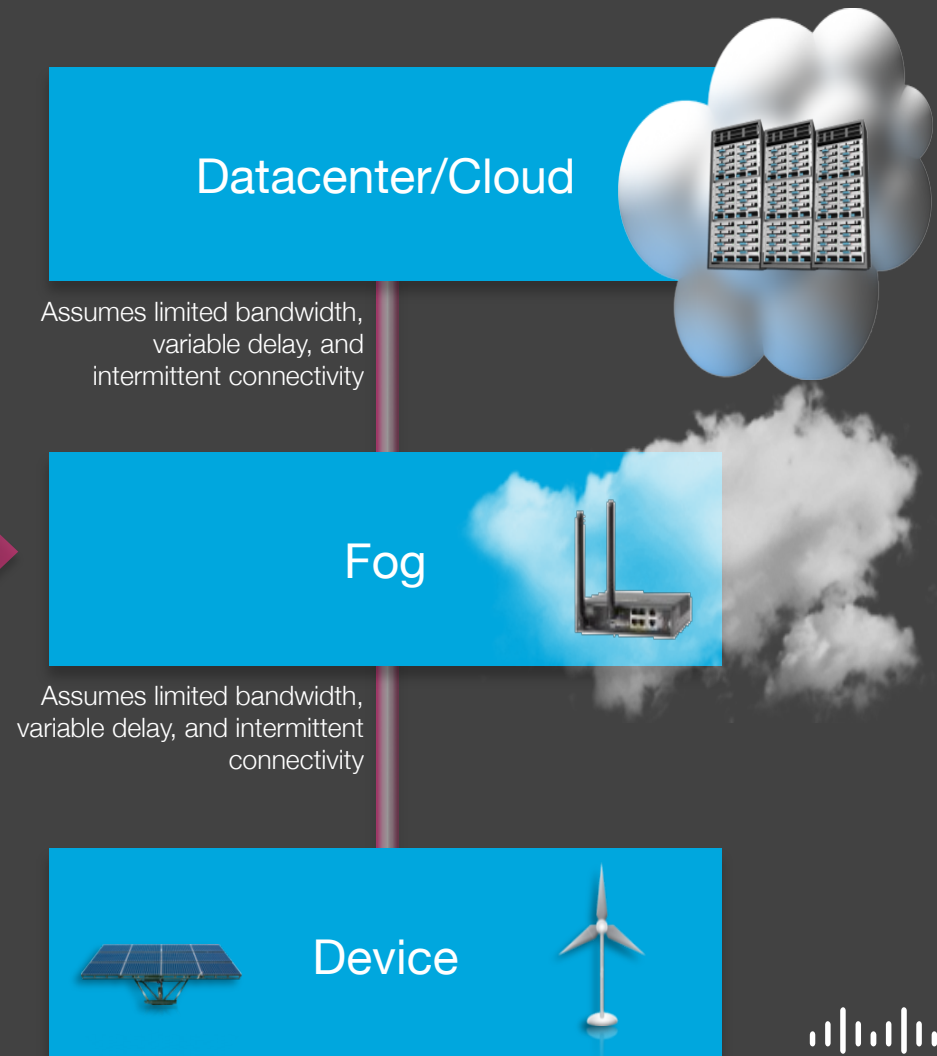 Datacenter/Cloud
Assumes limited bandwidth,
variable delay, and
intermittent connectivity
Fog
Assumes limited bandwidth,
variable delay, and intermittent
connectivity
Device